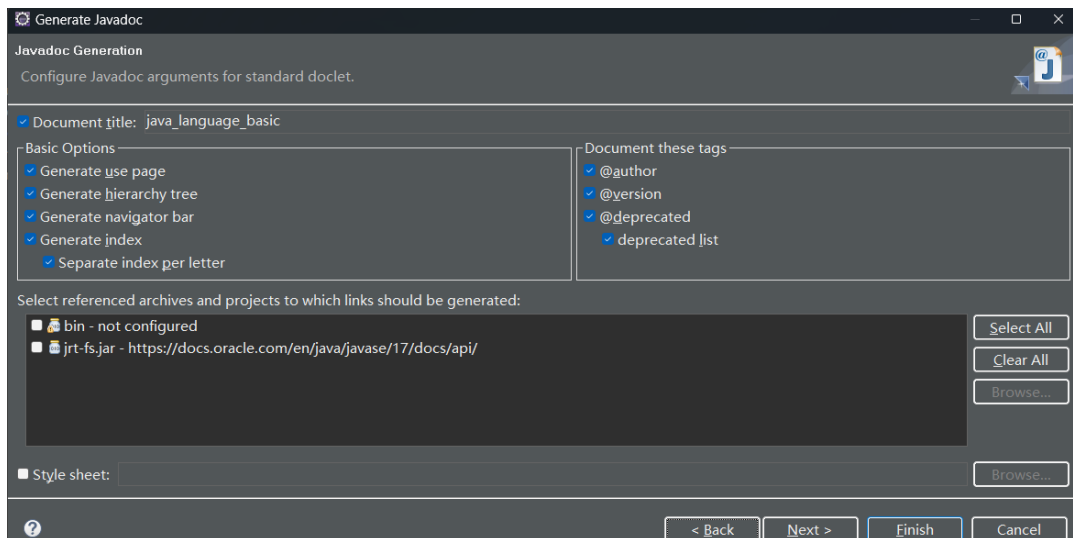 Generate Javadoc
Javadoc Generation
Configure Javadoc arguments for standard doclet.
Document title: java_language_basic
Basic Options
Generate use page
Generate hierarchy tree
Generate navigator bar
Generate index
Separate index per letter
Document these tags
@author
@version
@deprecated
deprecated list
Select referenced archives and projects to which links should be generated:
bin - not configured
jrt-fs.jar - https://docs.oracle.com/en/java/javase/17/docs/api/
Select All
Clear All
Browse...
Style sheet:
Browse...
< Back
Next >
Finish
Cancel